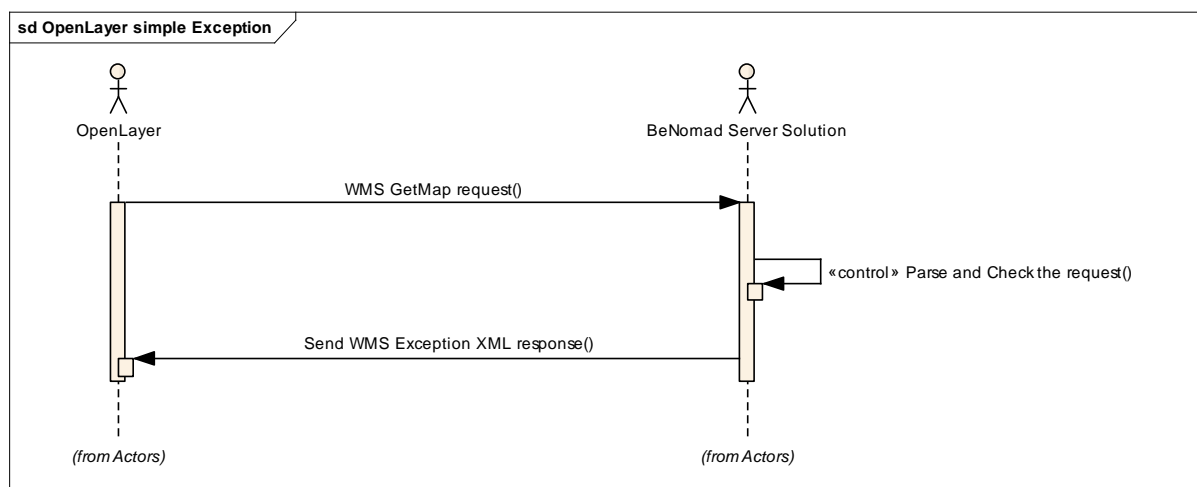 sd OpenLayer simple Exception
OpenLayer
BeNomad Server Solution
WMS GetMap request()
«control» Parse and Check the request()
Send WMS Exception XML response()
(from Actors)
(from Actors)